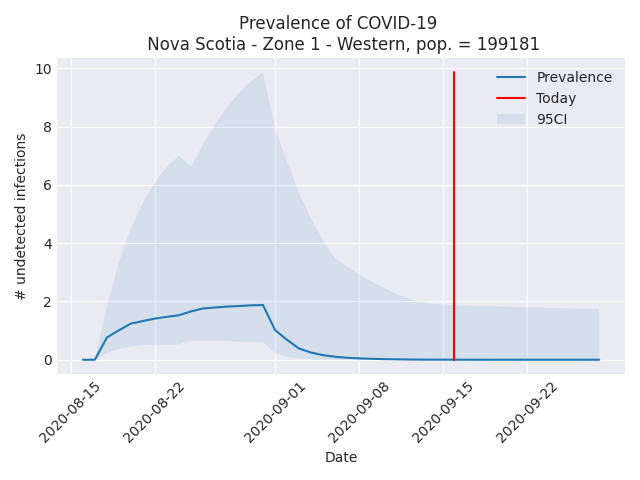 Prevalence of COVID-19
Nova Scotia - Zone 1 - Western, pop. = 199181
10
8
6
4
2
0
# undetected infections
Prevalence
Today
95CI
2020-08-15
2020-08-22
2020-09-01
2020-09-08
2020-09-15
2020-09-22
Date